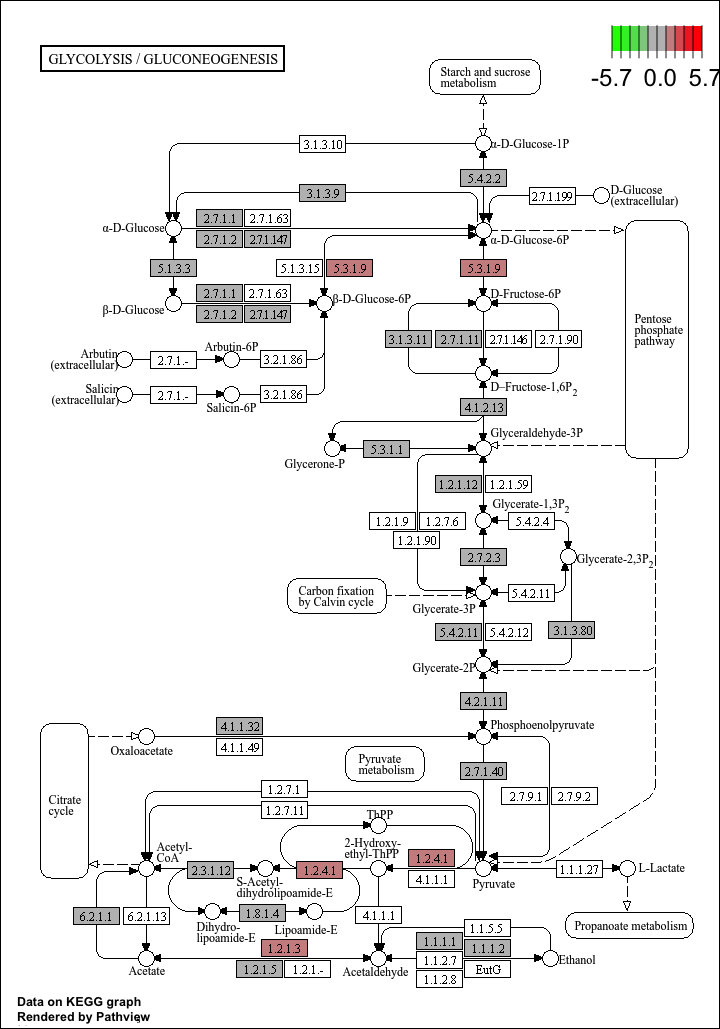 GLYCOLYSIS / GLUCONEOGENESIS
-5.7 0.0 5.7
Starch and sucrose
metabolism
3.1.3.10
α-D-Glucose-1P
5.4.2.2
3.1.3.9
2.7.1.199
D-Glucose
(extracellular)
2.7.1.1 2.7.1.63
α-D-Glucose
2.7.1.2 2.7.1.147
α-D-Glucose-6P
5.1.3.3
5.1.3.15 5.3.1.9
5.3.1.9
2.7.1.1 2.7.1.63
β-D-Glucose
2.7.1.2 2.7.1.147
β-D-Glucose-6P
D-Fructose-6P
Pentose
phosphate
pathway
3.1.3.11 2.7.1.11 2.7.1.146 2.7.1.90
Arbutin
(extracellular)
2.7.1.-
Arbutin-6P
3.2.1.86
Salicin
(extracellular)
2.7.1.-
Salicin-6P
3.2.1.86
D-Fructose-1,6P2
4.1.2.13
Glyceraldehyde-3P
5.3.1.1
Glycerone-P
1.2.1.12 1.2.1.59
Glycerate-1,3P2
1.2.1.9 1.2.7.6
1.2.1.90
5.4.2.4
2.7.2.3
Glycerate-2,3P2
Carbon fixation
by Calvin cycle
5.4.2.11
Glycerate-3P
5.4.2.11 5.4.2.12
3.1.3.80
Glycerate-2P
4.2.1.11
4.1.1.32
Phosphoenolpyruvate
Oxaloacetate
4.1.1.49
Pyruvate
metabolism
2.7.1.40
Citrate
cycle
1.2.7.1
1.2.7.11
2.7.9.1 2.7.9.2
ThPP
Acetyl-
CoA
2-Hydroxy-
ethyl-ThPP
1.2.4.1
2.3.1.12
S-Acetyl-
dihydrolipoamide-E
1.2.4.1
4.1.1.1
Pyruvate
1.1.1.27
L-Lactate
6.2.1.1 6.2.1.13
1.8.1.4
Dihydro-
lipoamide-E
Lipoamide-E
4.1.1.1
Propanoate metabolism
1.1.5.5
1.2.1.3
1.1.1.1 1.1.1.2
1.1.2.7
EutG
1.1.2.8
Ethanol
Acetate
1.2.1.5 1.2.1.-
Acetaldehyde
Data on KEGG graph
Rendered by Pathview